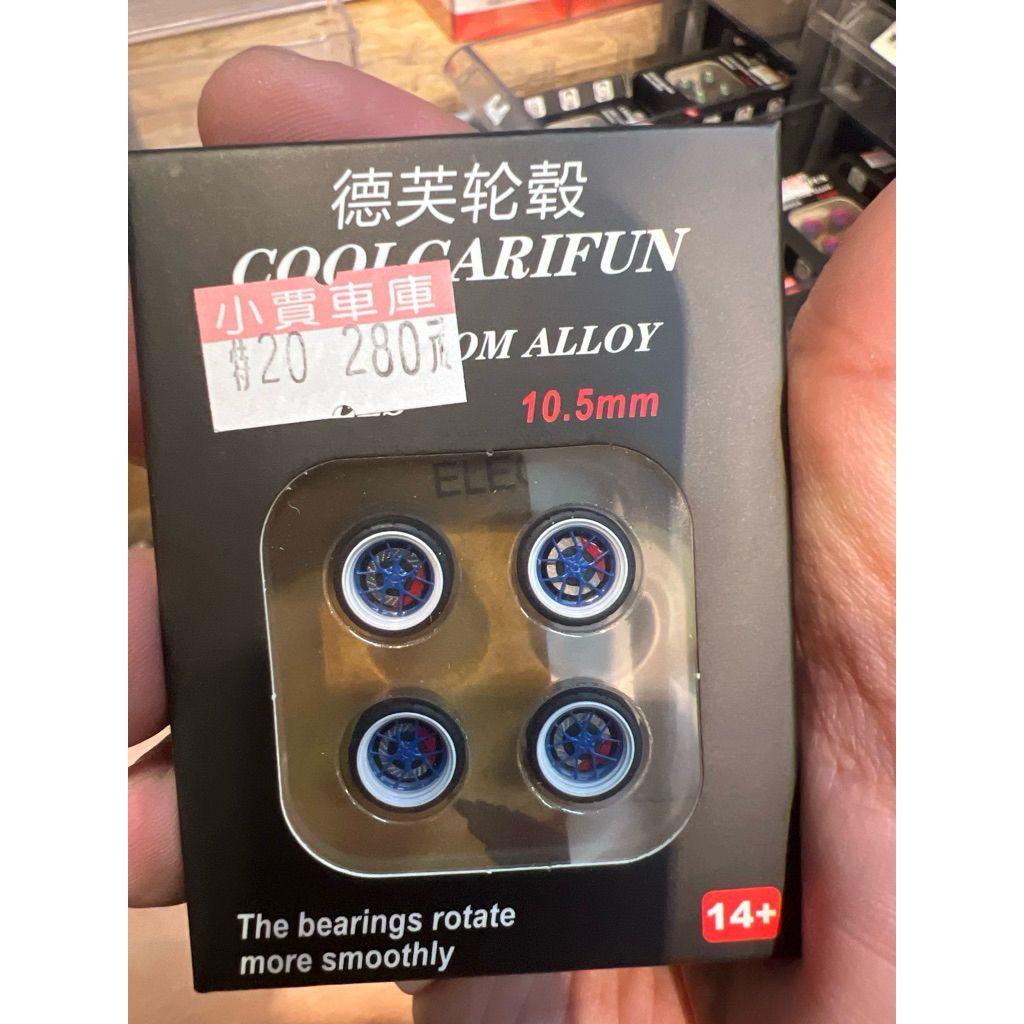 德芙轮毂
COOLCARIFUN
小賈車庫
特20 280元
OM ALLOY
10.5mm
ELE
The bearings rotate
more smoothly
14+